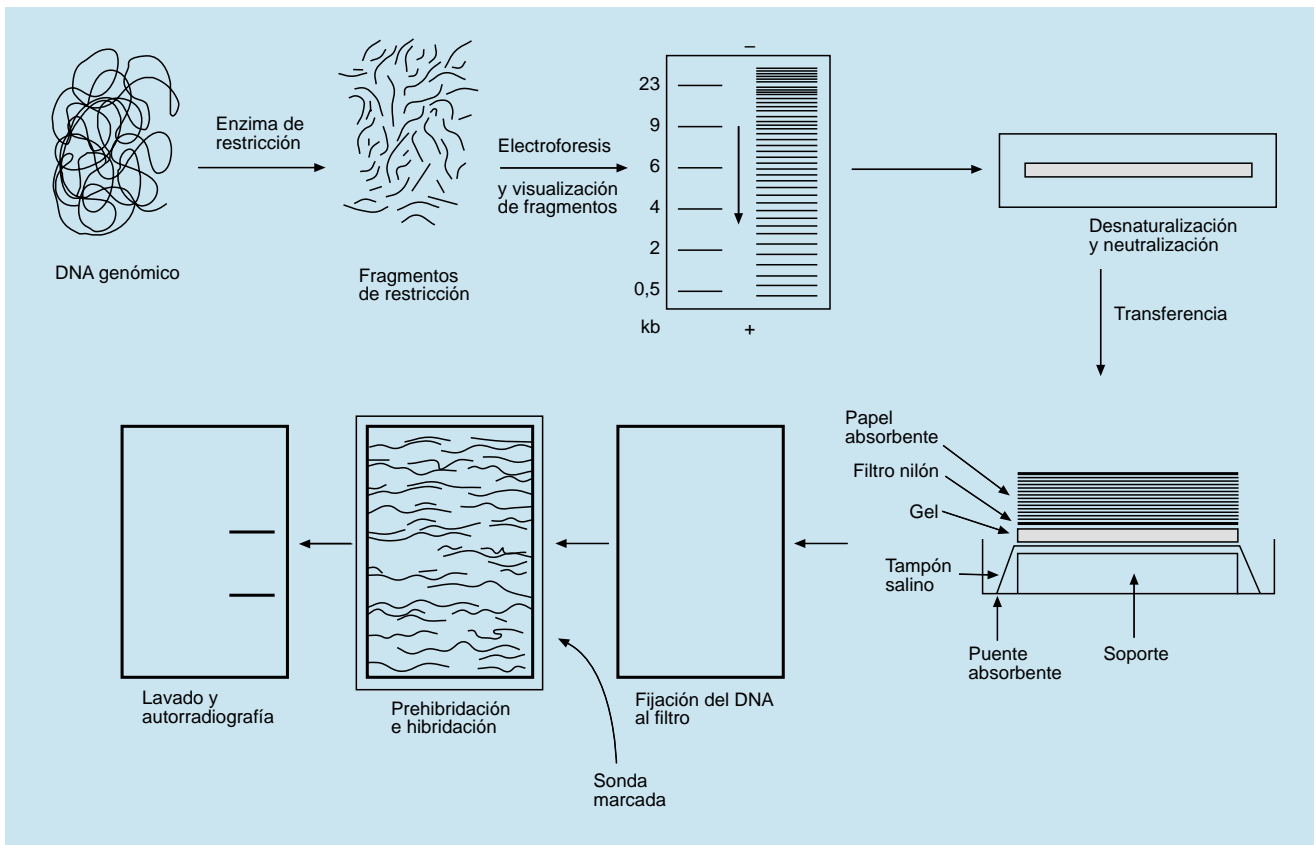 DNA genómico
Enzima de
restricción
Fragmentos
de restricción
Electroforesis
y visualización
de fragmentos
–
23
9
6
4
2
0,5
kb
+
Desnaturalización
y neutralización
Transferencia
Papel
absorbente
Filtro nilón
Gel
Tampón
salino
Puente
absorbente
Soporte
Fijación del DNA
al filtro
Sonda
marcada
Prehibridación
e hibridación
Lavado y
autorradiografía